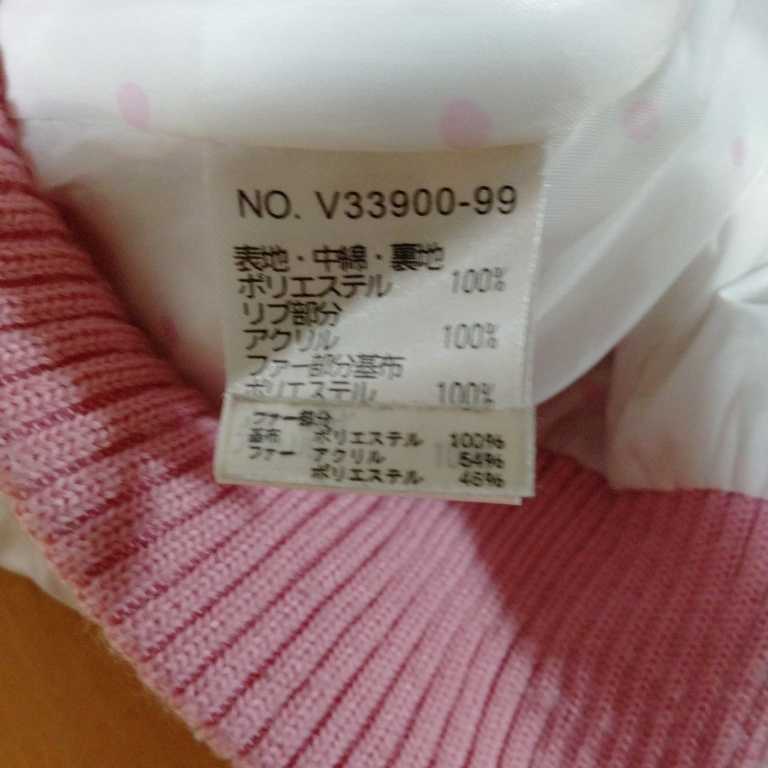 NO. V33900-99
表地・中綿・裏地
ポリエステル 100%
リブ部分
アクリル 100%
ファー部分基布
ポリエステル 100%
ファー部分
基布 ポリエステル 100%
ファー アクリル 54%
ポリエステル 46%